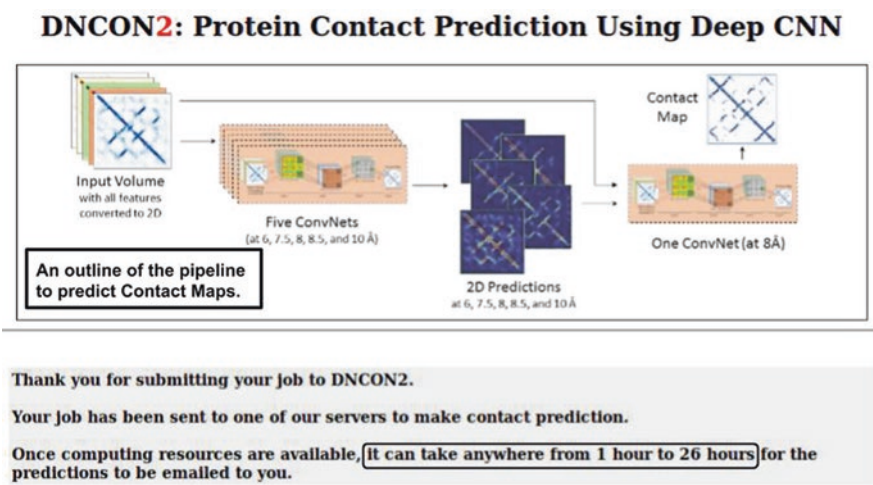 DNCON2: Protein Contact Prediction Using Deep CNN
Input Volume
with all features
converted to 2D
Five ConvNets
(at 6, 7.5, 8, 8.5, and 10 Å)
2D Predictions
at 6, 7.5, 8, 8.5, and 10 Å
Contact
Map
One ConvNet (at 8Å)
An outline of the pipeline
to predict Contact Maps.
Thank you for submitting your job to DNCON2.
Your job has been sent to one of our servers to make contact prediction.
Once computing resources are available, it can take anywhere from 1 hour to 26 hours for the
predictions to be emailed to you.